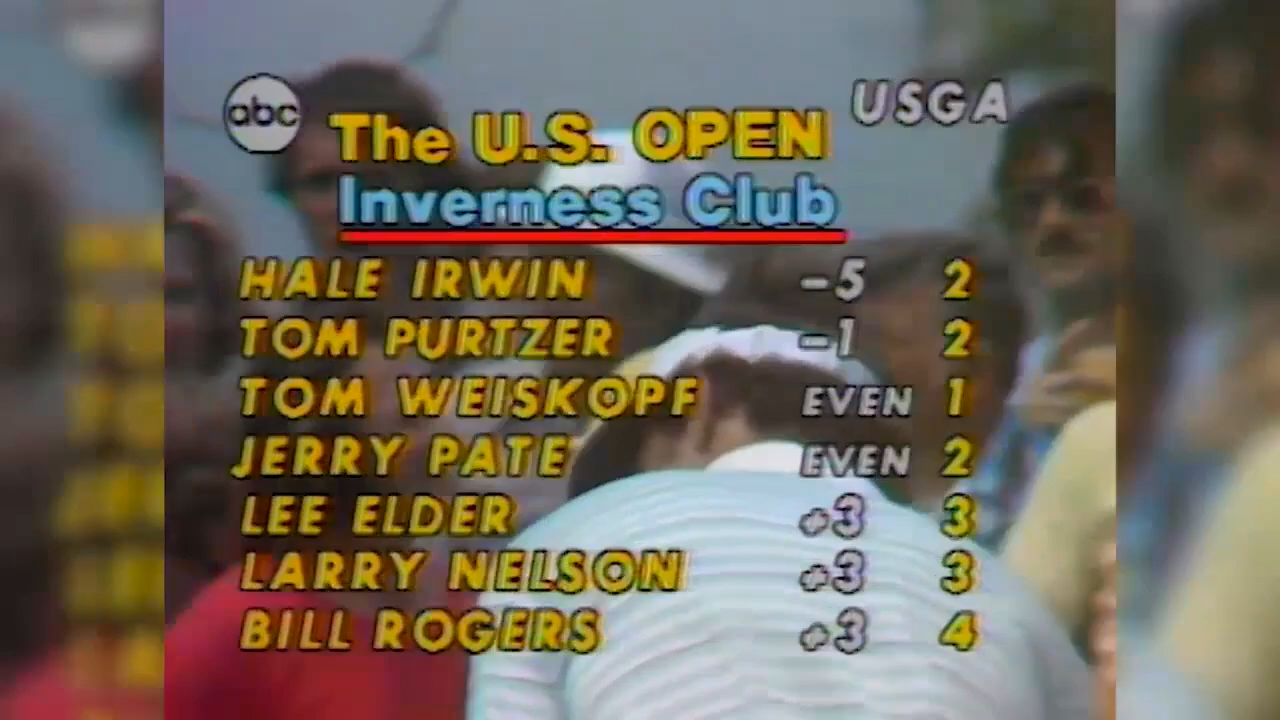 abc
USGA
The U.S. OPEN
Inverness Club
HALE IRWIN -5 2
TOM PURTZER -1 2
TOM WEISKOPF EVEN 1
JERRY PATE EVEN 2
LEE ELDER +3 3
LARRY NELSON +3 3
BILL ROGERS +3 4